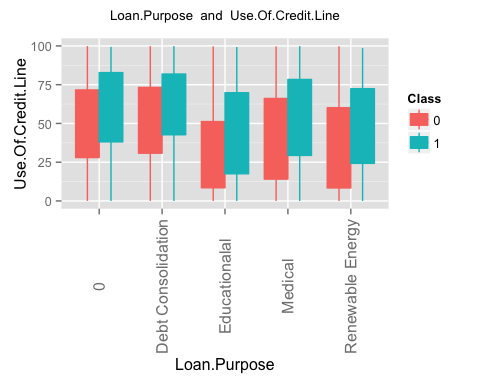 Loan.Purpose and Use.Of.Credit.Line
Use.Of.Credit.Line
100
75
50
25
0
0
Debt Consolidation
Educationalal
Medical
Renewable Energy
Loan.Purpose
Class
0
1